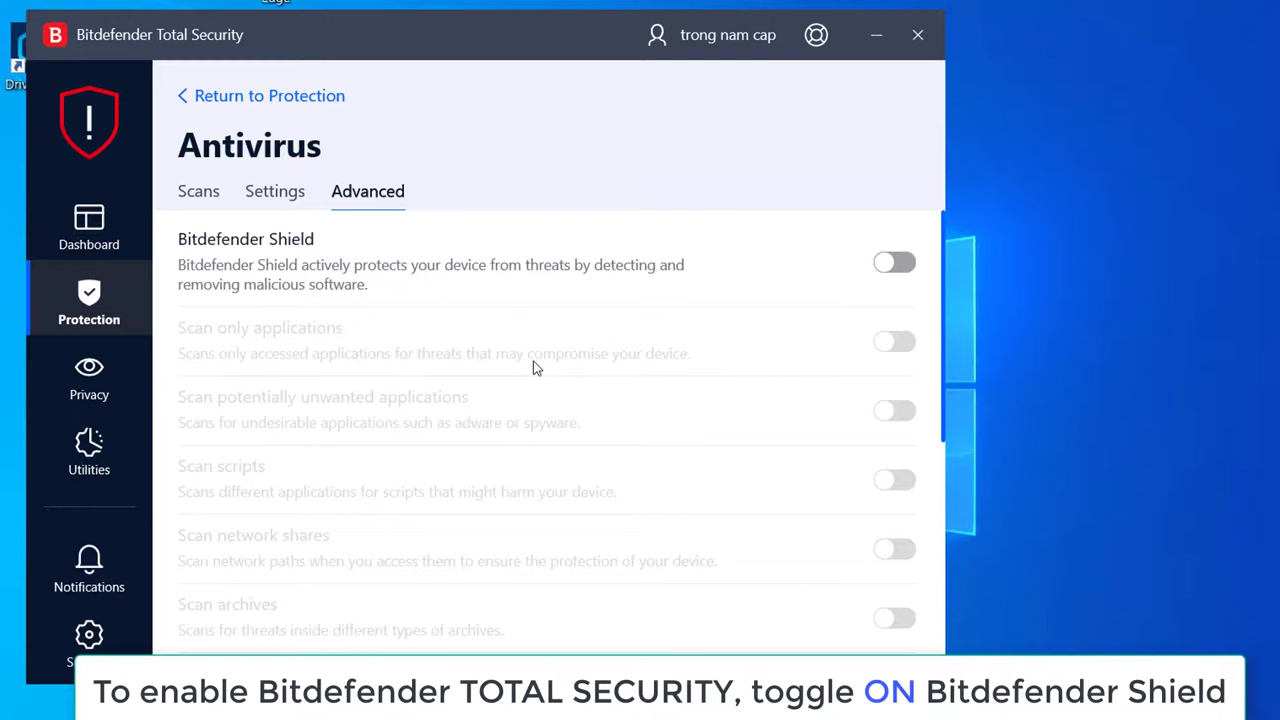 Edge
B Bitdefender Total Security
trong nam cap
Driv
Return to Protection
Antivirus
Scans Settings Advanced
Dashboard
Protection
Privacy
Utilities
Notifications
Bitdefender Shield
Bitdefender Shield actively protects your device from threats by detecting and
removing malicious software.
Scan only applications
Scans only accessed applications for threats that may compromise your device.
Scan potentially unwanted applications
Scans for undesirable applications such as adware or spyware.
Scan scripts
Scans different applications for scripts that might harm your device.
Scan network shares
Scan network paths when you access them to ensure the protection of your device.
Scan archives
Scans for threats inside different types of archives.
To enable Bitdefender TOTAL SECURITY, toggle ON Bitdefender Shield